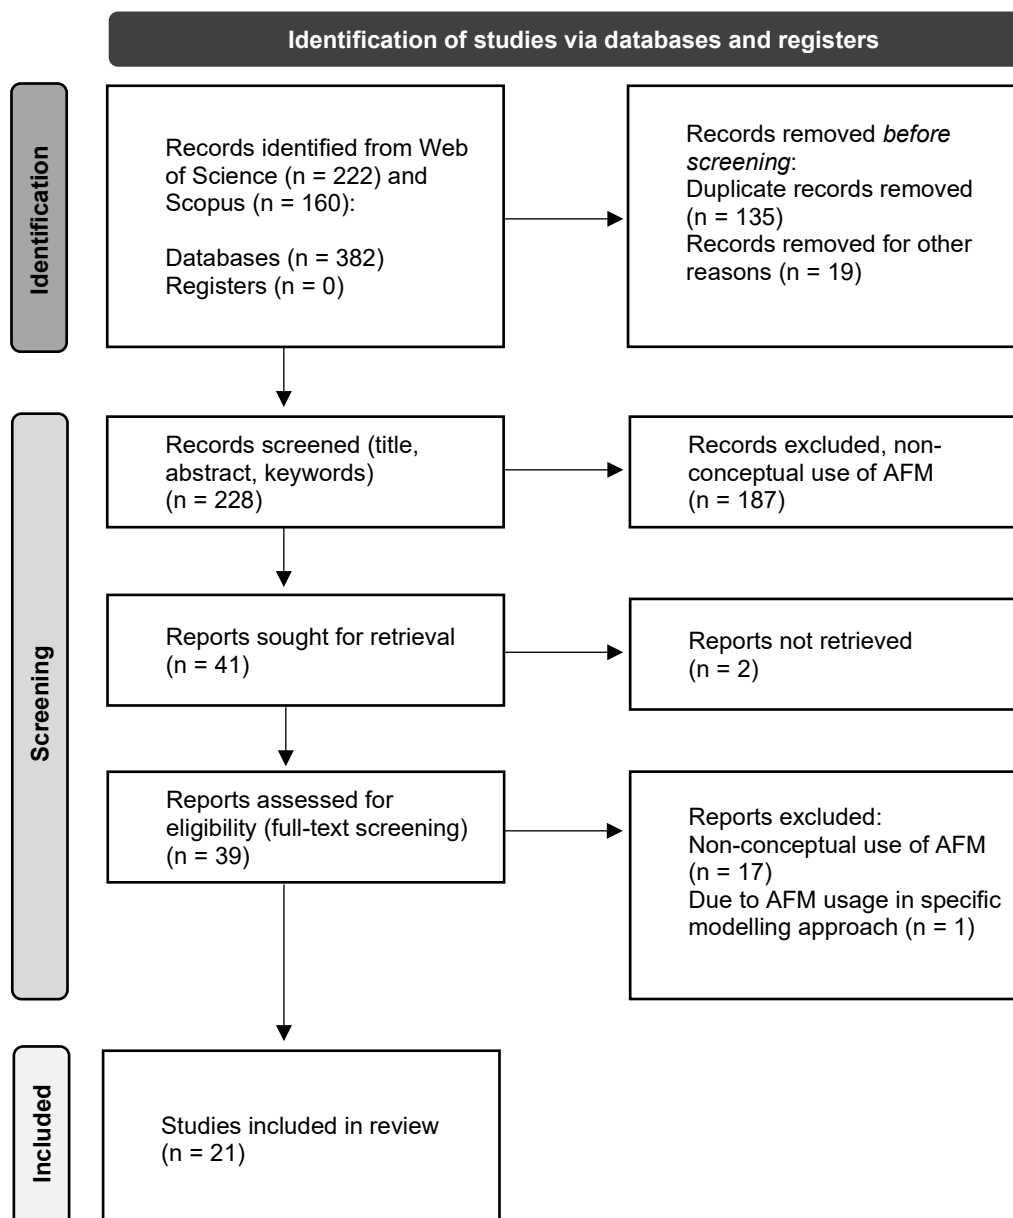 Identification of studies via databases and registers
Identification
Records identified from Web
of Science (n = 222) and
Scopus (n = 160):
Databases (n = 382)
Registers (n = 0)
Records removed before
screening:
Duplicate records removed
(n = 135)
Records removed for other
reasons (n = 19)
Screening
Records screened (title,
abstract, keywords)
(n = 228)
Records excluded, non-
conceptual use of AFM
(n = 187)
Reports sought for retrieval
(n = 41)
Reports not retrieved
(n = 2)
Reports assessed for
eligibility (full-text screening)
(n = 39)
Reports excluded:
Non-conceptual use of AFM
(n = 17)
Due to AFM usage in specific
modelling approach (n = 1)
Included
Studies included in review
(n = 21)